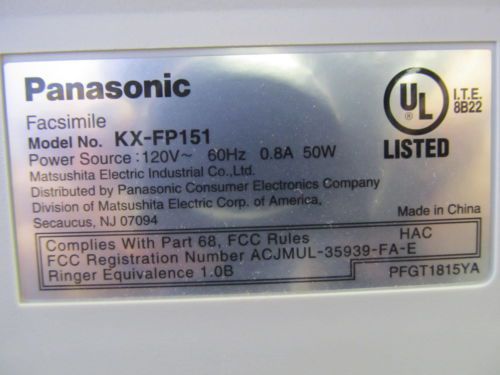 Panasonic
UL
LISTED
I.T.E.
8B22
Facsimile
Model No. KX-FP151
Power Source : 120V~ 60Hz 0.8A 50W
Matsushita Electric Industrial Co.,Ltd.
Distributed by Panasonic Consumer Electronics Company
Division of Matsushita Electric Corp. of America,
Secaucus, NJ 07094
Made in China
Complies With Part 68, FCC Rules HAC
FCC Registration Number ACJMUL-35939-FA-E
Ringer Equivalence 1.0B
PFGT1815YA